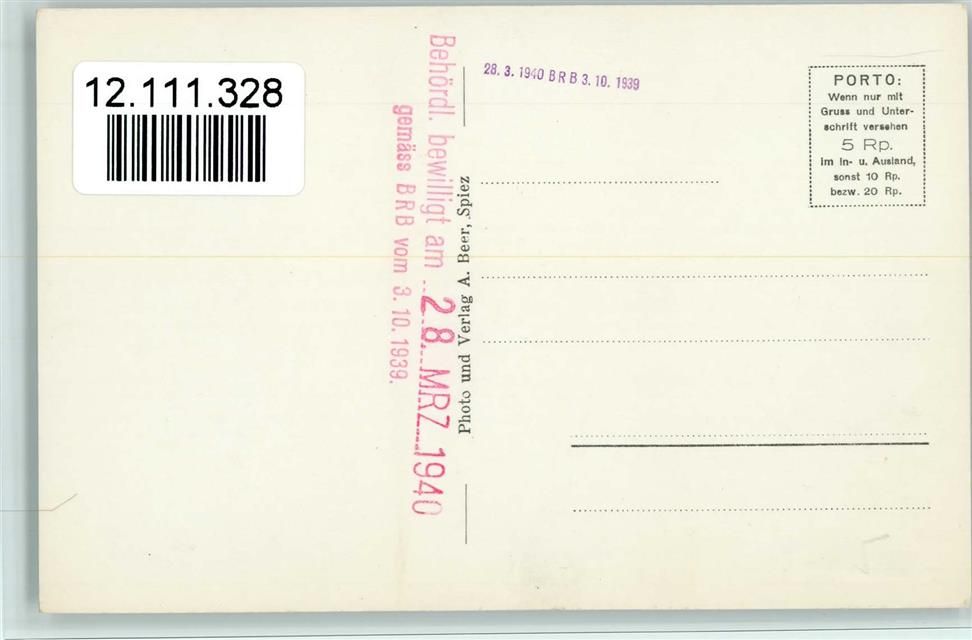 12.111.328
Behördl. bewilligt am 28. MRZ. 1940
gemäss BRB vom 3.10.1939.
Photo und Verlag A. Beer, Spiez
28. 3. 1940 B R B 3. 10. 1939
PORTO:
Wenn nur mit
Gruss und Unter-
schrift versehen
5 Rp.
im In- u. Ausland,
sonst 10 Rp.
bezw. 20 Rp.